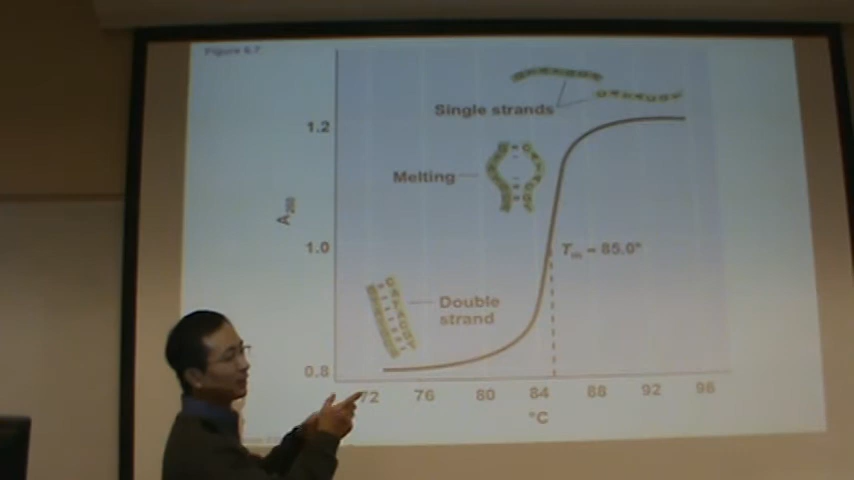 Figure 6.7
Single strands
1.2
Melting
A260
1.0
Tm = 85.0°
Double
strand
0.8
72 76 80 84 88 92 96
°C